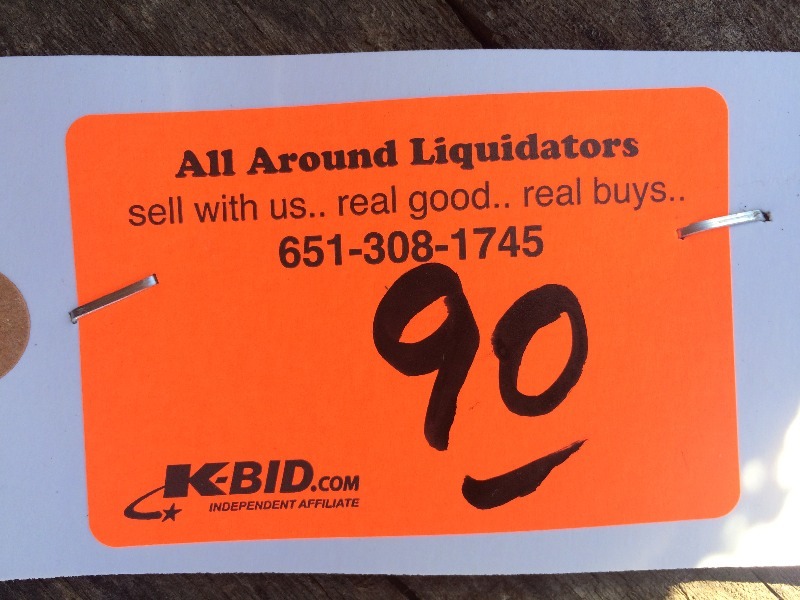 All Around Liquidators
sell with us.. real good.. real buys..
651-308-1745
90
K-BID.COM
INDEPENDENT AFFILIATE